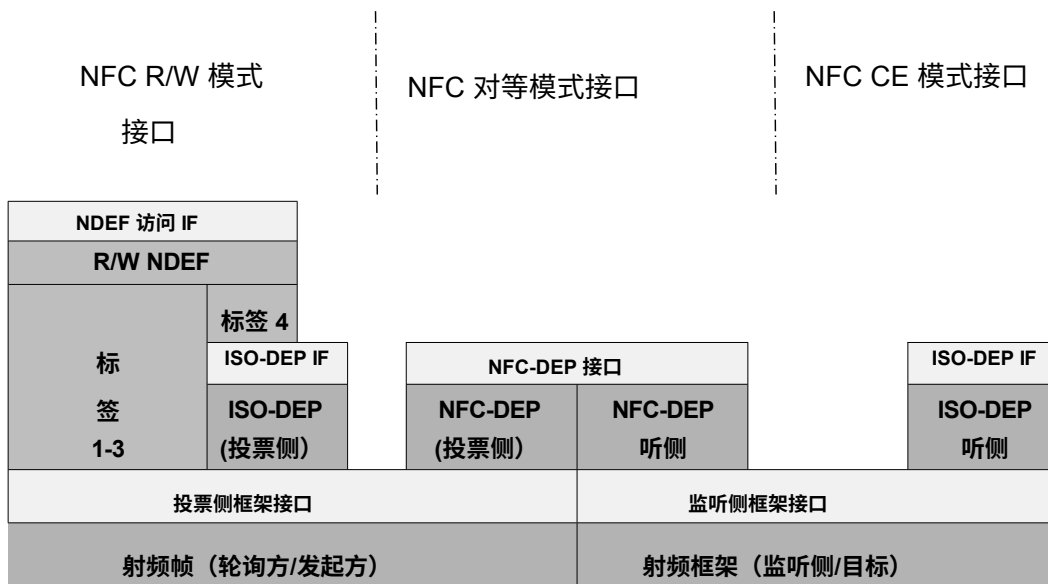 NFC R/W 模式
接口
NFC 对等模式接口
NFC CE 模式接口
NDEF 访问 IF
R/W NDEF
标签 4
标
签
1-3
ISO-DEP IF
ISO-DEP
(投票侧）
NFC-DEP 接口
NFC-DEP
(投票侧）
NFC-DEP
听侧
ISO-DEP IF
ISO-DEP
听侧
投票侧框架接口
监听侧框架接口
射频帧（轮询方/发起方）
射频框架（监听侧/目标）